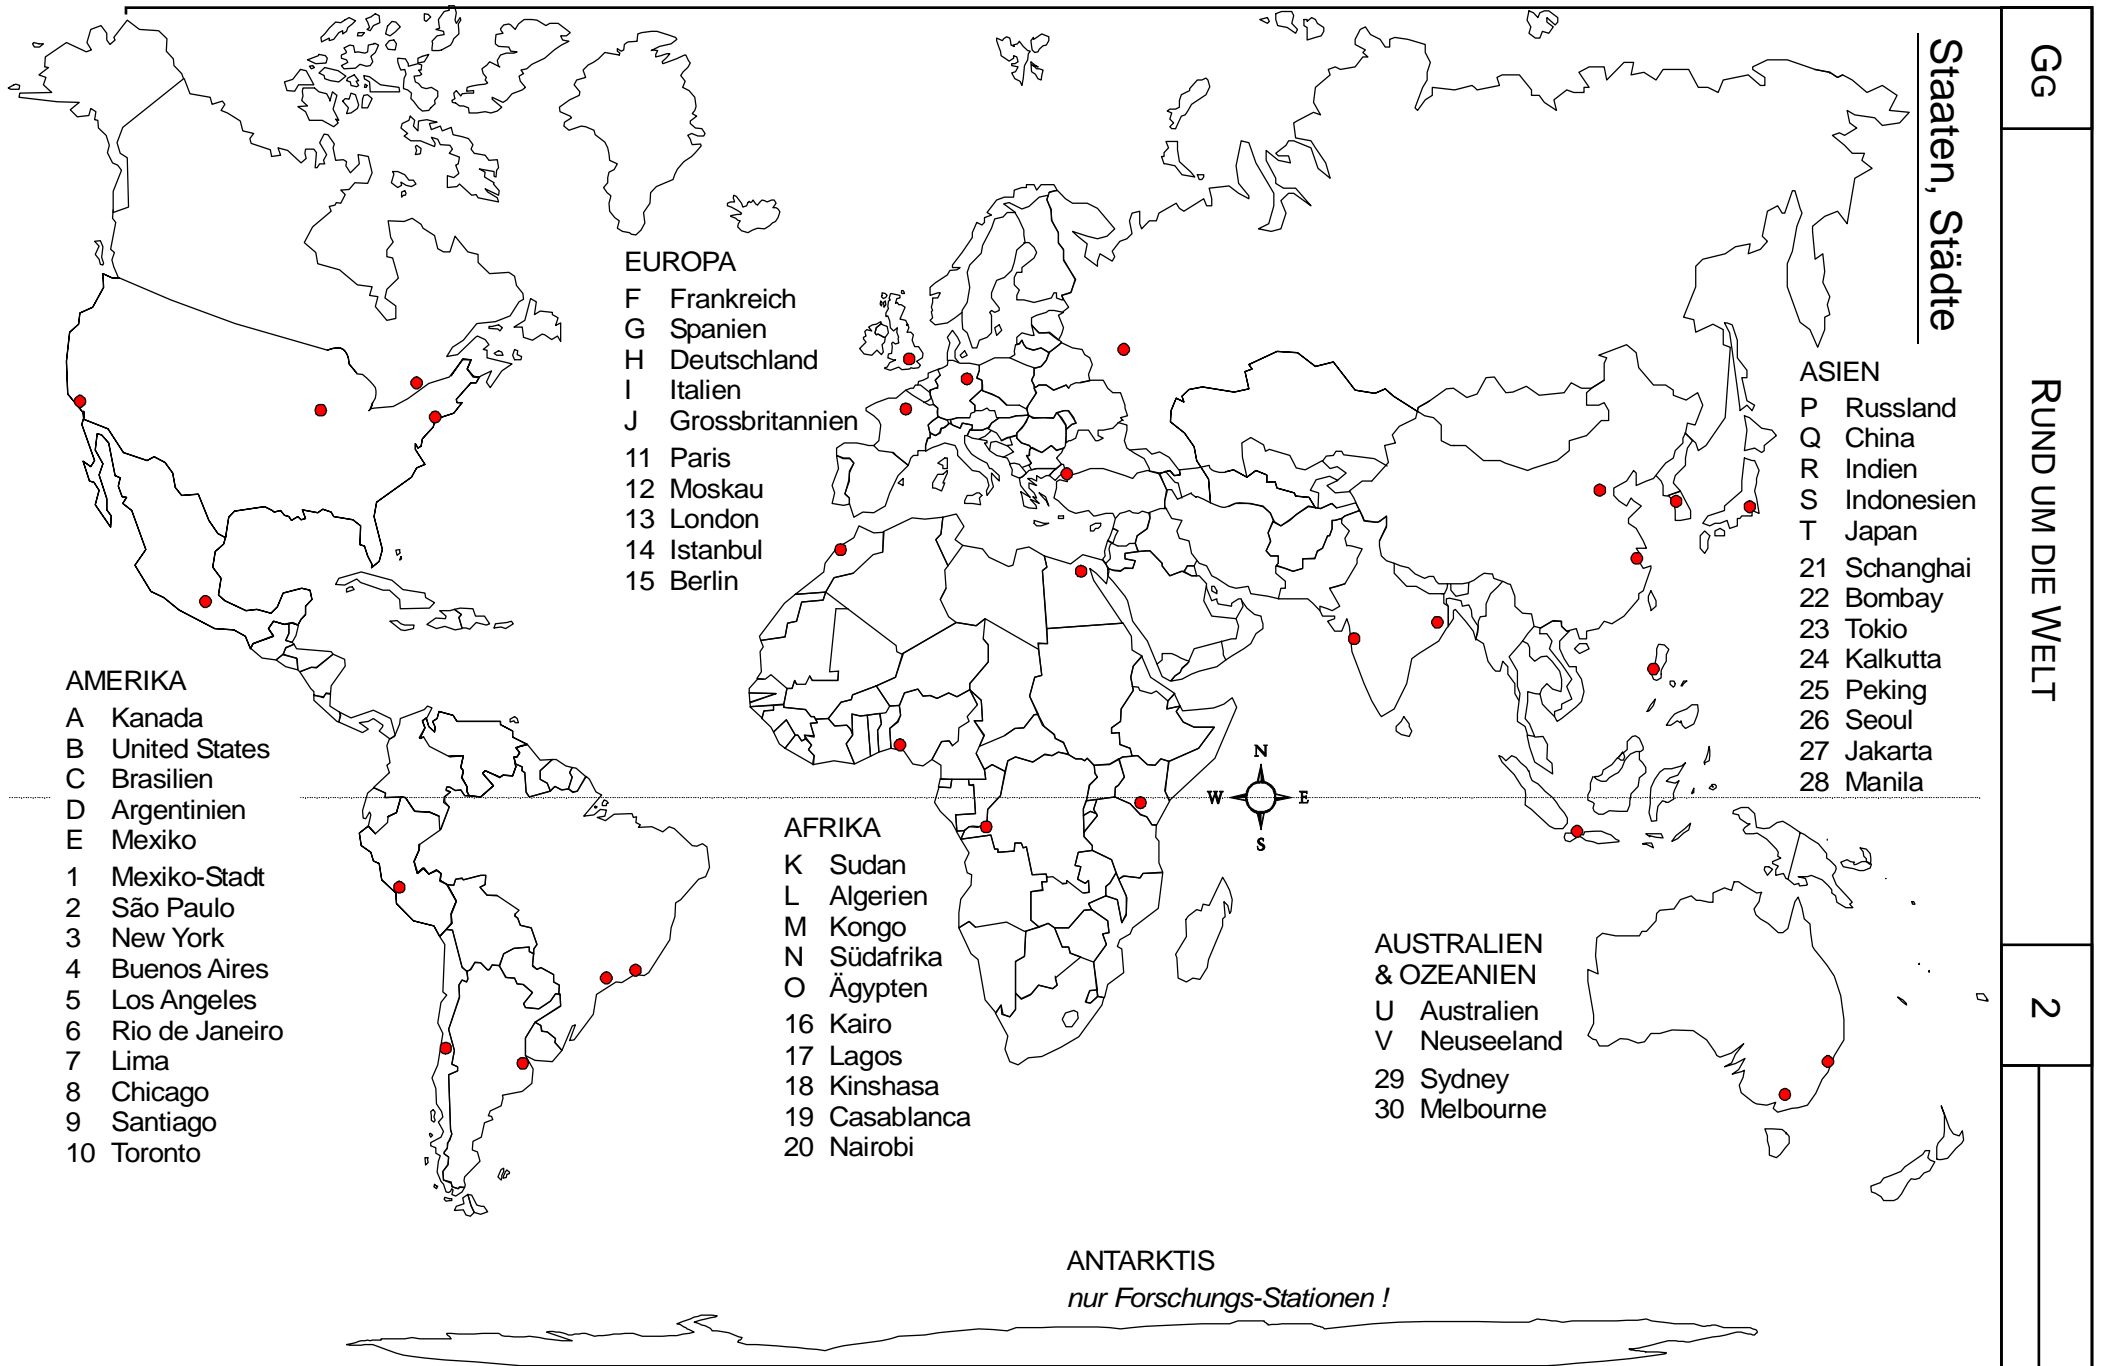 Staaten, Städte
GG
RUND UM DIE WELT
2
EUROPA
F Frankreich
G Spanien
H Deutschland
I Italien
J Grossbritannien
11 Paris
12 Moskau
13 London
14 Istanbul
15 Berlin
ASIEN
P Russland
Q China
R Indien
S Indonesien
T Japan
21 Schanghai
22 Bombay
23 Tokio
24 Kalkutta
25 Peking
26 Seoul
27 Jakarta
28 Manila
AMERIKA
A Kanada
B United States
C Brasilien
D Argentinien
E Mexiko
1 Mexiko-Stadt
2 São Paulo
3 New York
4 Buenos Aires
5 Los Angeles
6 Rio de Janeiro
7 Lima
8 Chicago
9 Santiago
10 Toronto
N
W E
S
AFRIKA
K Sudan
L Algerien
M Kongo
N Südafrika
O Ägypten
16 Kairo
17 Lagos
18 Kinshasa
19 Casablanca
20 Nairobi
AUSTRALIEN
& OZEANIEN
U Australien
V Neuseeland
29 Sydney
30 Melbourne
ANTARKTIS
nur Forschungs-Stationen !